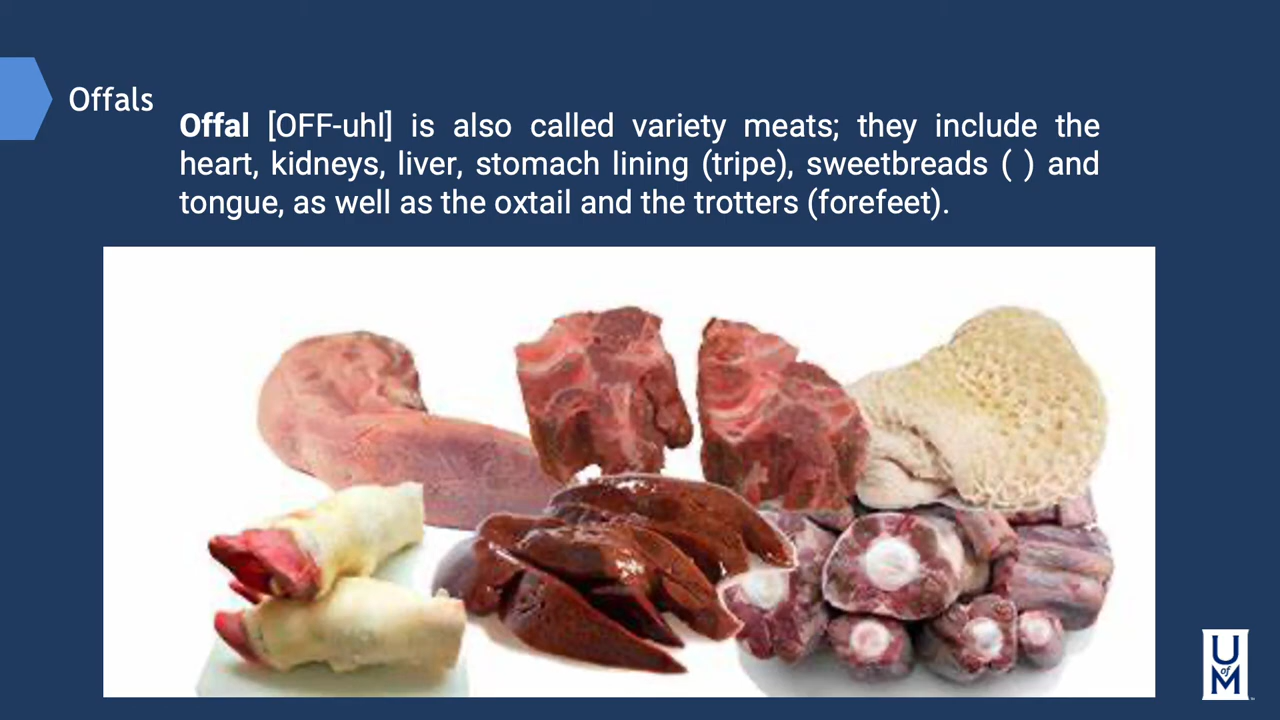 Offals
Offal [OFF-uhl] is also called variety meats; they include the
heart, kidneys, liver, stomach lining (tripe), sweetbreads ( ) and
tongue, as well as the oxtail and the trotters (forefeet).
U
of
M